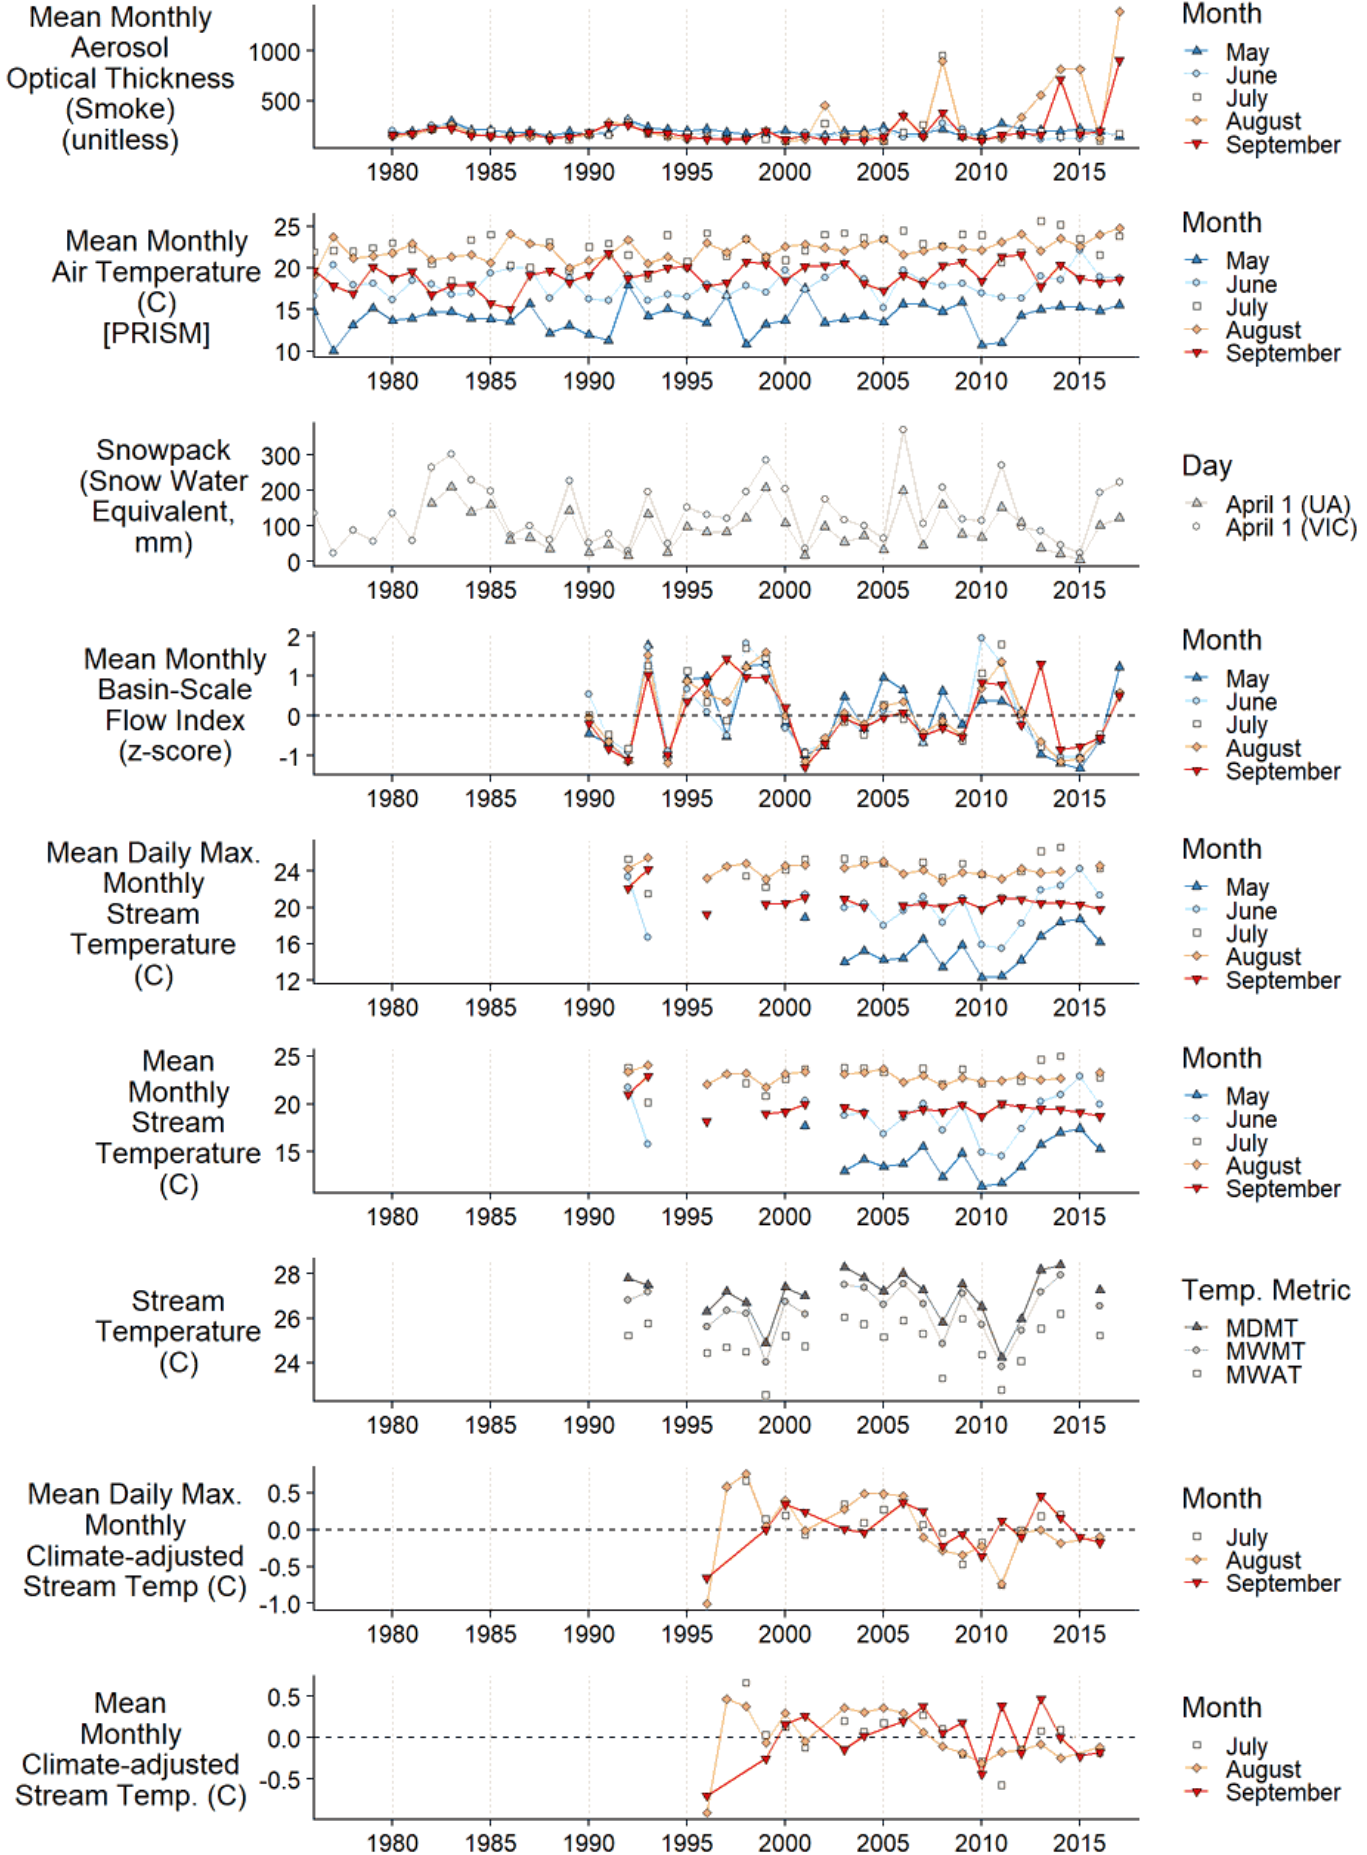 Mean Monthly
Aerosol
Optical Thickness
(Smoke)
(unitless)
1000
500
1980 1985 1990 1995 2000 2005 2010 2015
Month
May
June
July
August
September
Mean Monthly
Air Temperature
(C)
[PRISM]
25
20
15
10
1980 1985 1990 1995 2000 2005 2010 2015
Month
May
June
July
August
September
Snowpack
(Snow Water
Equivalent,
mm)
300
200
100
0
1980 1985 1990 1995 2000 2005 2010 2015
Day
April 1 (UA)
April 1 (VIC)
Mean Monthly
Basin-Scale
Flow Index
(z-score)
2
1
0
-1
1980 1985 1990 1995 2000 2005 2010 2015
Month
May
June
July
August
September
Mean Daily Max.
Monthly
Stream
Temperature
(C)
24
20
16
12
1980 1985 1990 1995 2000 2005 2010 2015
Month
May
June
July
August
September
Mean
Monthly
Stream
Temperature
(C)
25
20
15
1980 1985 1990 1995 2000 2005 2010 2015
Month
May
June
July
August
September
Stream
Temperature
(C)
28
26
24
1980 1985 1990 1995 2000 2005 2010 2015
Temp. Metric
MDMT
MWMT
MWAT
Mean Daily Max.
Monthly
Climate-adjusted
Stream Temp (C)
0.5
0.0
-0.5
-1.0
1980 1985 1990 1995 2000 2005 2010 2015
Month
July
August
September
Mean
Monthly
Climate-adjusted
Stream Temp. (C)
0.5
0.0
-0.5
1980 1985 1990 1995 2000 2005 2010 2015
Month
July
August
September